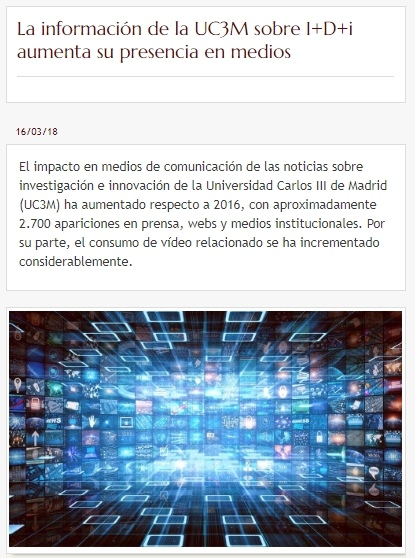 La información de la UC3M sobre I+D+i
aumenta su presencia en medios
16/03/18
El impacto en medios de comunicación de las noticias sobre
investigación e innovación de la Universidad Carlos III de Madrid
(UC3M) ha aumentado respecto a 2016, con aproximadamente
2.700 apariciones en prensa, webs y medios institucionales. Por
su parte, el consumo de vídeo relacionado se ha incrementado
considerablemente.